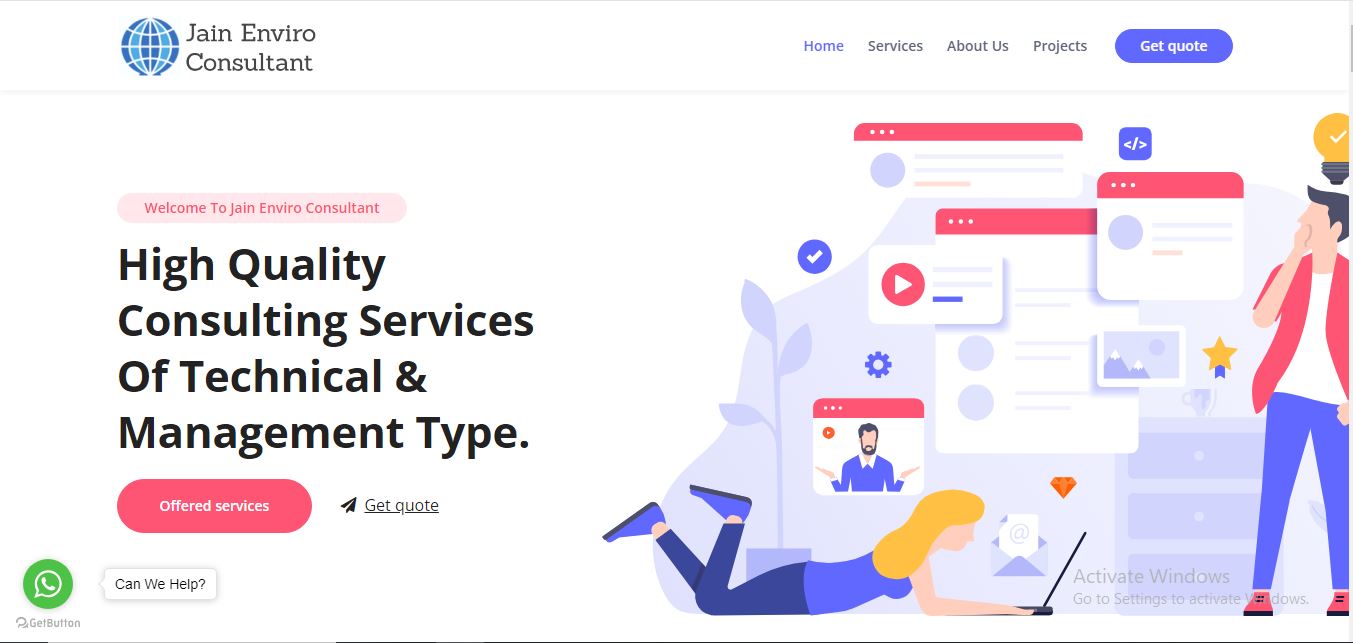 Jain Enviro
Consultant
Home Services About Us Projects Get quote
</>
Welcome To Jain Enviro Consultant
High Quality
Consulting Services
Of Technical &
Management Type.
@
Offered services Get quote
Activate Windows
Go to Settings to activate Windows.
Can We Help?
GetButton